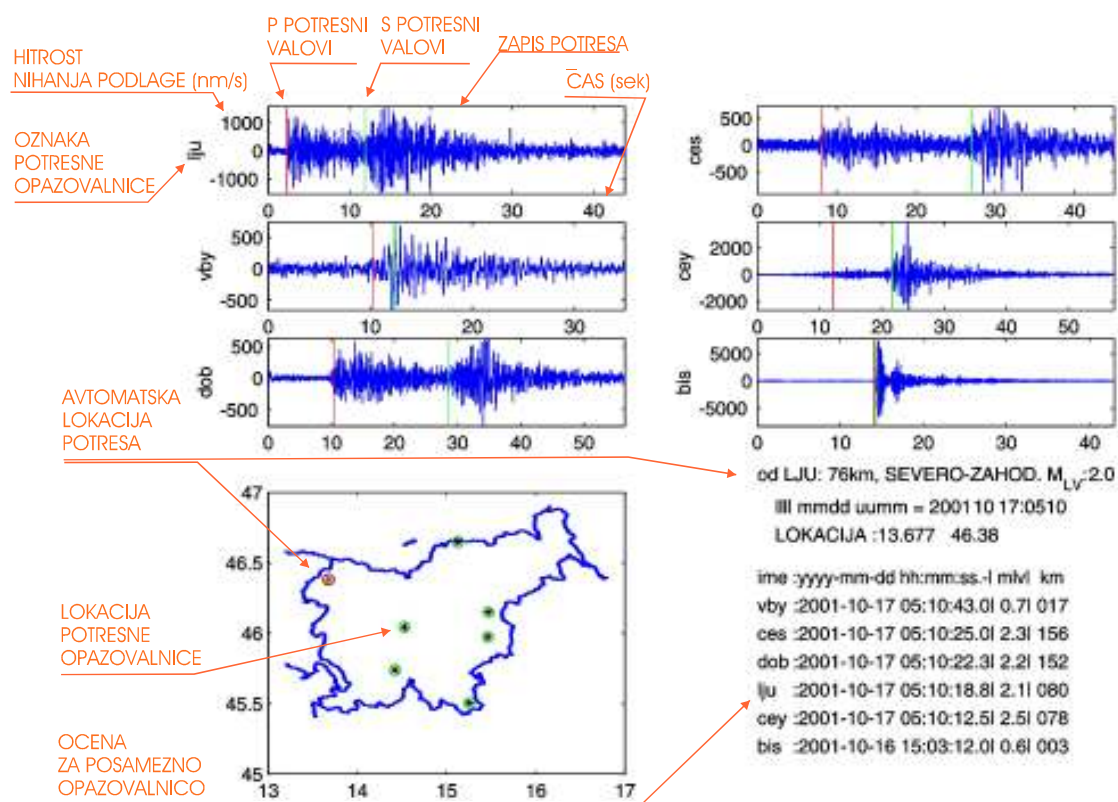 P POTRESNI
VALOVI
S POTRESNI
VALOVI
ZAPIS POTRESA
HITROST
NIHANJA PODLAGE (nm/s)
ČAS (sek)
OZNAKA
POTRESNE
OPAZOVALNICE
lju
1000
0
-1000
0 10 20 30 40
ces
500
0
-500
0 10 20 30 40
vby
500
0
-500
0 10 20 30
cey
2000
0
-2000
0 10 20 30 40 50
dob
500
0
-500
0 10 20 30 40 50
bis
5000
0
-5000
0 10 20 30 40
AVTOMATSKA
LOKACIJA
POTRESA
od LJU: 76km, SEVERO-ZAHOD. MLV:2.0
llll mmdd uumm = 200110 17:0510
LOKACIJA :13.677 46.38
47
46.5
46
45.5
45
13 14 15 16 17
LOKACIJA
POTRESNE
OPAZOVALNICE
OCENA
ZA POSAMEZNO
OPAZOVALNICO
ime :yyyy-mm-dd hh:mm:ss.-l mlvl km
vby :2001-10-17 05:10:43.0l 0.7l 017
ces :2001-10-17 05:10:25.0l 2.3l 156
dob :2001-10-17 05:10:22.3l 2.2l 152
lju :2001-10-17 05:10:18.8l 2.1l 080
cey :2001-10-17 05:10:12.5l 2.5l 078
bis :2001-10-16 15:03:12.0l 0.6l 003